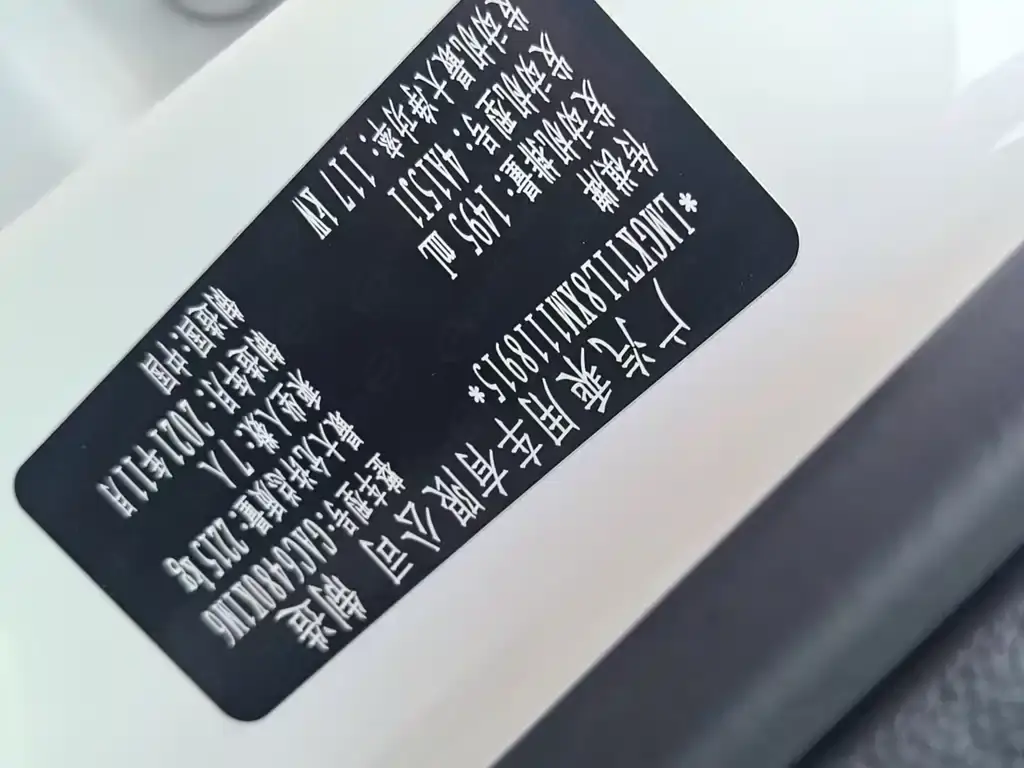 广汽乘用车有限公司 制造
*LMGKT1L8XM1118915*
传祺牌 整车型号:
发动机排量:1495 ml 最大允许总质量:2215 kg
发动机型号:4A15J1 乘坐人数:7人
发动机最大净功率:117 kW 制造年月:2021年11月
制造国:中国